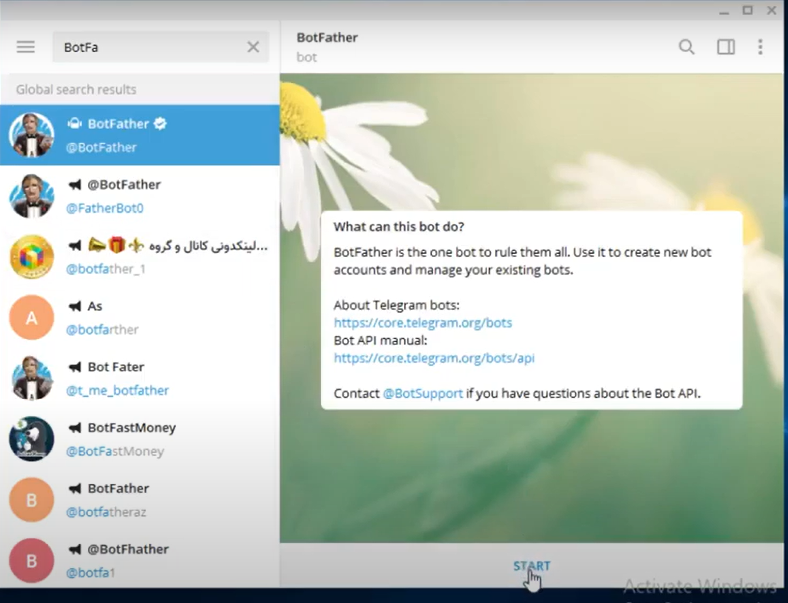 BotFa
Global search results
BotFather
@BotFather
@BotFather
@FatherBot0
لینکدونی کانال و گروه...
@botfather_1
A
As
@botfarther
Bot Fater
@t_me_botfather
BotFastMoney
@BotFastMoney
B
BotFather
@botfatheraz
B
@BotFhather
@botfa1
BotFather
bot
What can this bot do?
BotFather is the one bot to rule them all. Use it to create new bot
accounts and manage your existing bots.
About Telegram bots:
https://core.telegram.org/bots
Bot API manual:
https://core.telegram.org/bots/api
Contact @BotSupport if you have questions about the Bot API.
START
Activate Windows